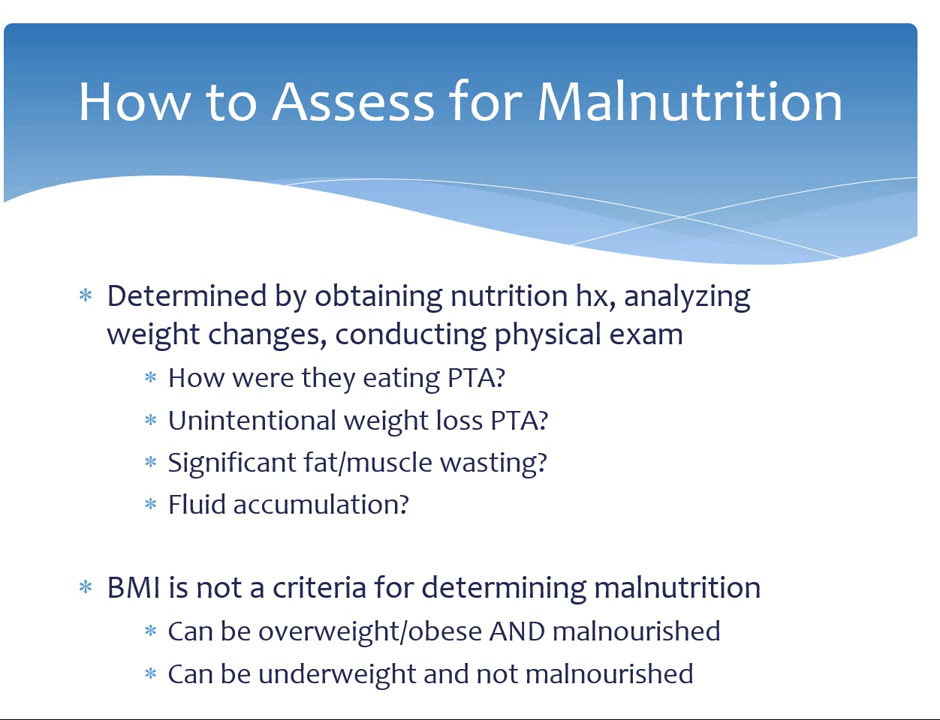 How to Assess for Malnutrition
* Determined by obtaining nutrition hx, analyzing
weight changes, conducting physical exam
* How were they eating PTA?
* Unintentional weight loss PTA?
* Significant fat/muscle wasting?
* Fluid accumulation?
* BMI is not a criteria for determining malnutrition
* Can be overweight/obese AND malnourished
* Can be underweight and not malnourished